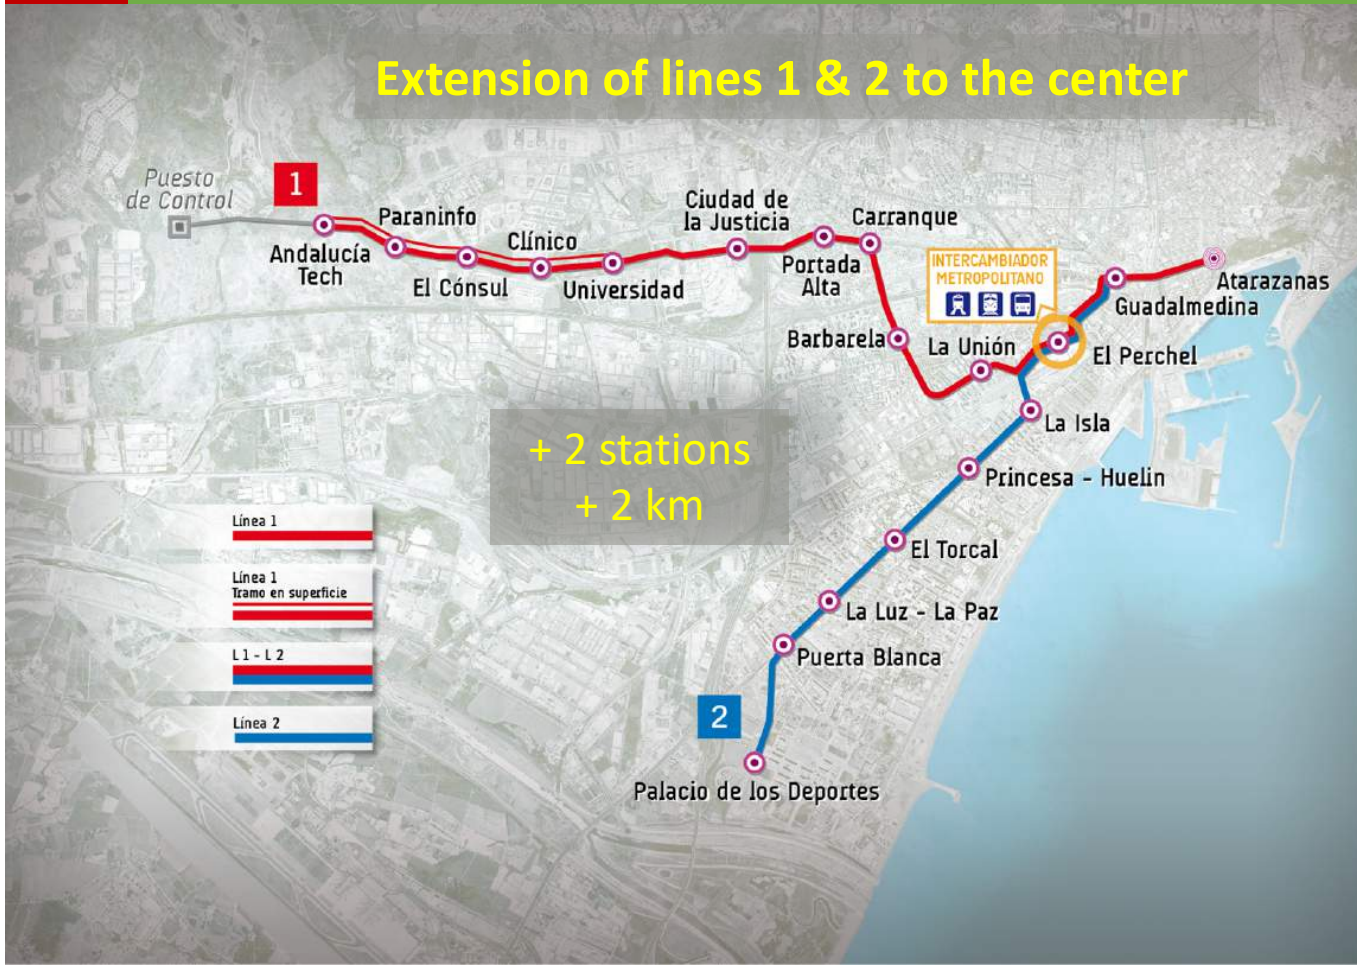 Extension of lines 1 & 2 to the center
Puesto
de Control
1
Andalucía
Tech
Paraninfo
El Cónsul
Clínico
Universidad
Ciudad de
la Justicia
Portada
Alta
Carranque
Barbarela
La Unión
INTERCAMBIADOR
METROPOLITANO
El Perchel
Guadalmedina
Atarazanas
La Isla
Princesa - Huelin
El Torcal
La Luz - La Paz
Puerta Blanca
2
Palacio de los Deportes
+ 2 stations
+ 2 km
Línea 1
Línea 1
Tramo en superficie
L 1 - L 2
Línea 2